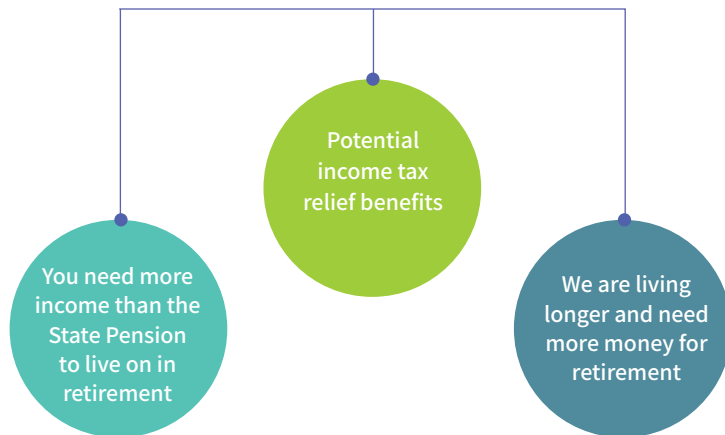 Potential
income tax
relief benefits
You need more
income than the
State Pension
to live on in
retirement
We are living
longer and need
more money for
retirement